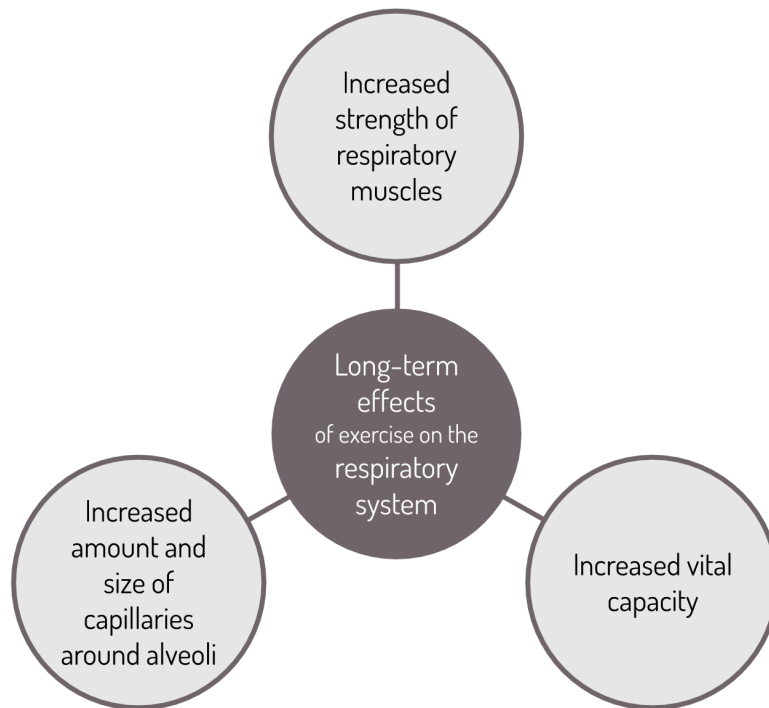 Increased
strength of
respiratory
muscles
Long-term
effects
of exercise on the
respiratory
system
Increased
amount and
size of
capillaries
around alveoli
Increased vital
capacity